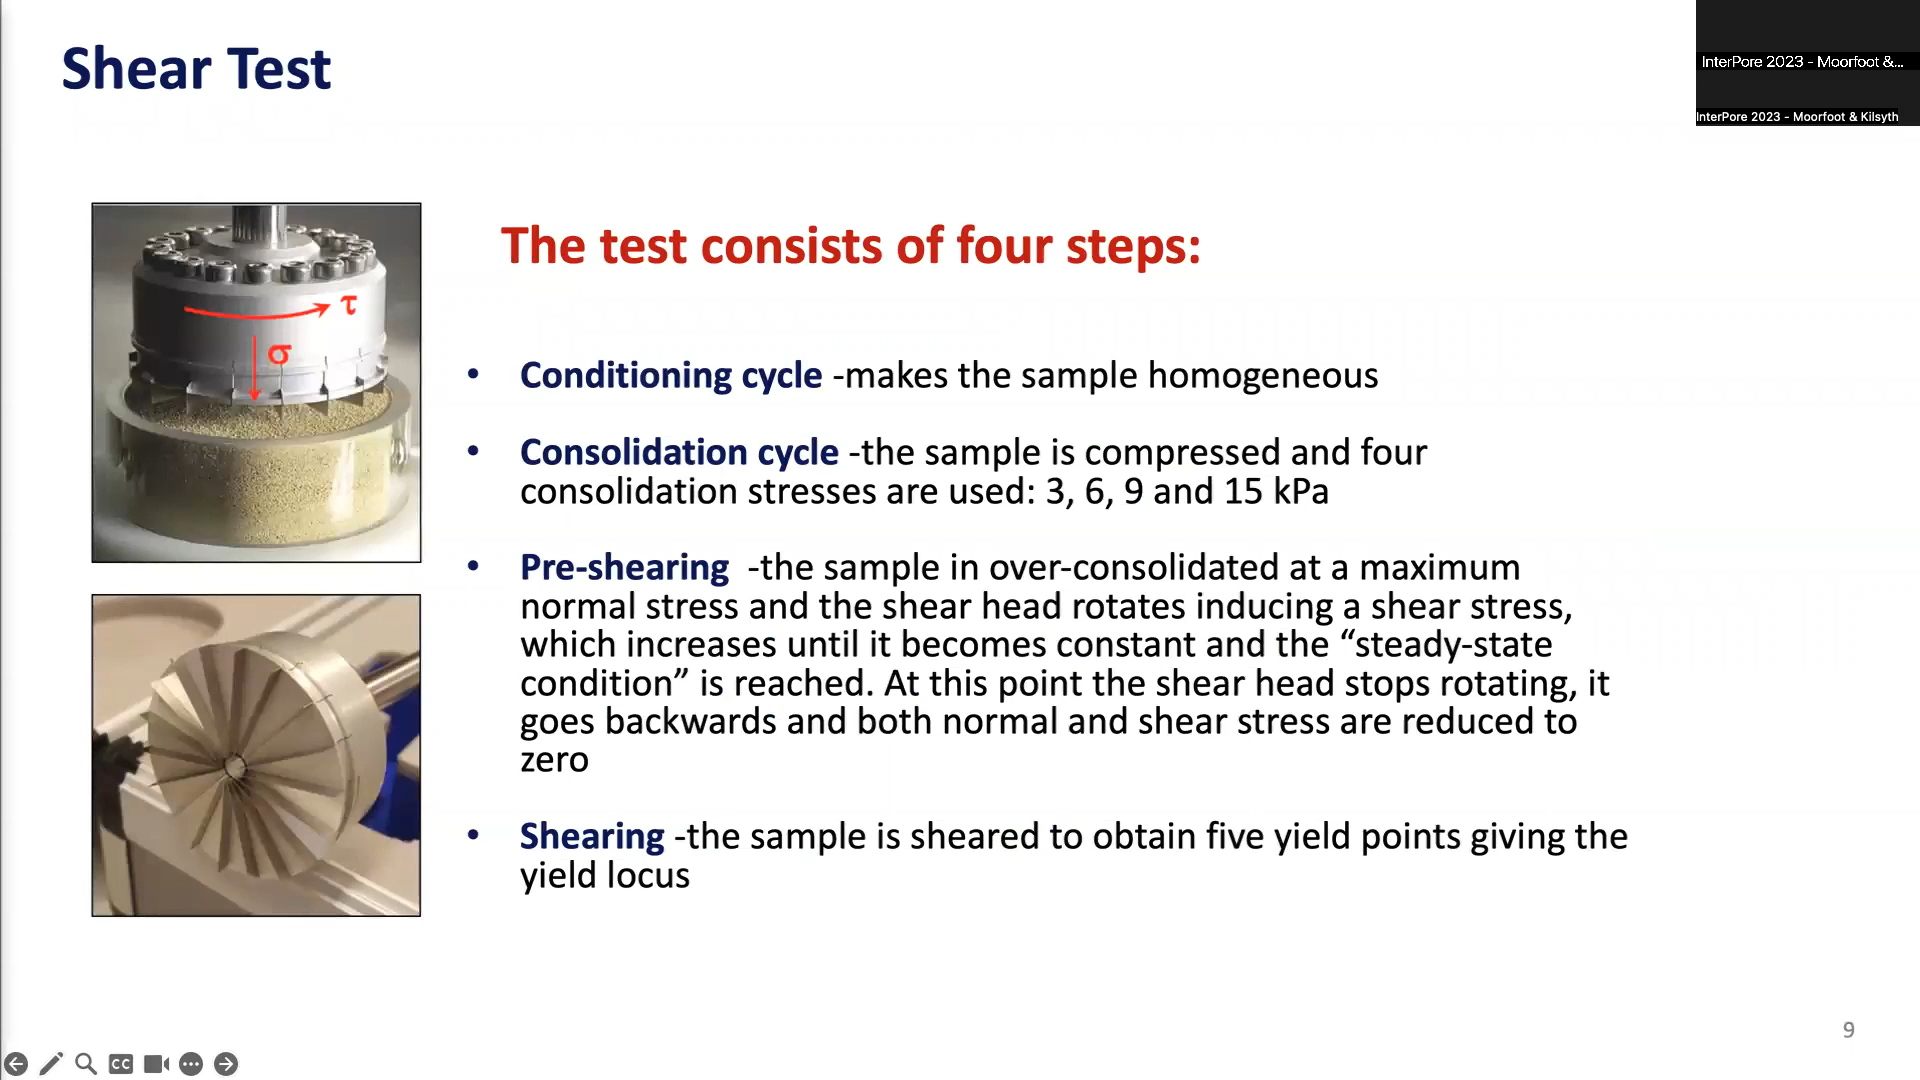 Shear Test
InterPore 2023 - Moorfoot &...
InterPore 2023 - Moorfoot & Kilsyth
τ
σ
The test consists of four steps:
• Conditioning cycle -makes the sample homogeneous
• Consolidation cycle -the sample is compressed and four
consolidation stresses are used: 3, 6, 9 and 15 kPa
• Pre-shearing -the sample in over-consolidated at a maximum
normal stress and the shear head rotates inducing a shear stress,
which increases until it becomes constant and the “steady-state
condition” is reached. At this point the shear head stops rotating, it
goes backwards and both normal and shear stress are reduced to
zero
• Shearing -the sample is sheared to obtain five yield points giving the
yield locus
9
CC